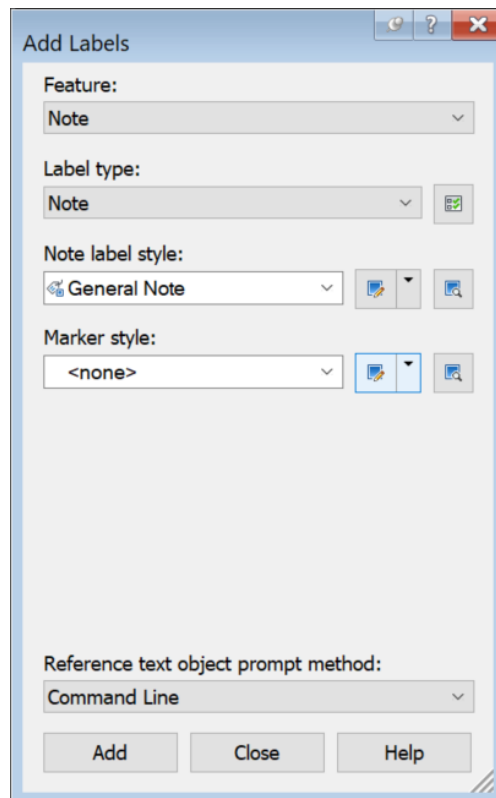 Add Labels
Feature:
Note
Label type:
Note
Note label style:
General Note
Marker style:
<none>
Reference text object prompt method:
Command Line
Add Close Help